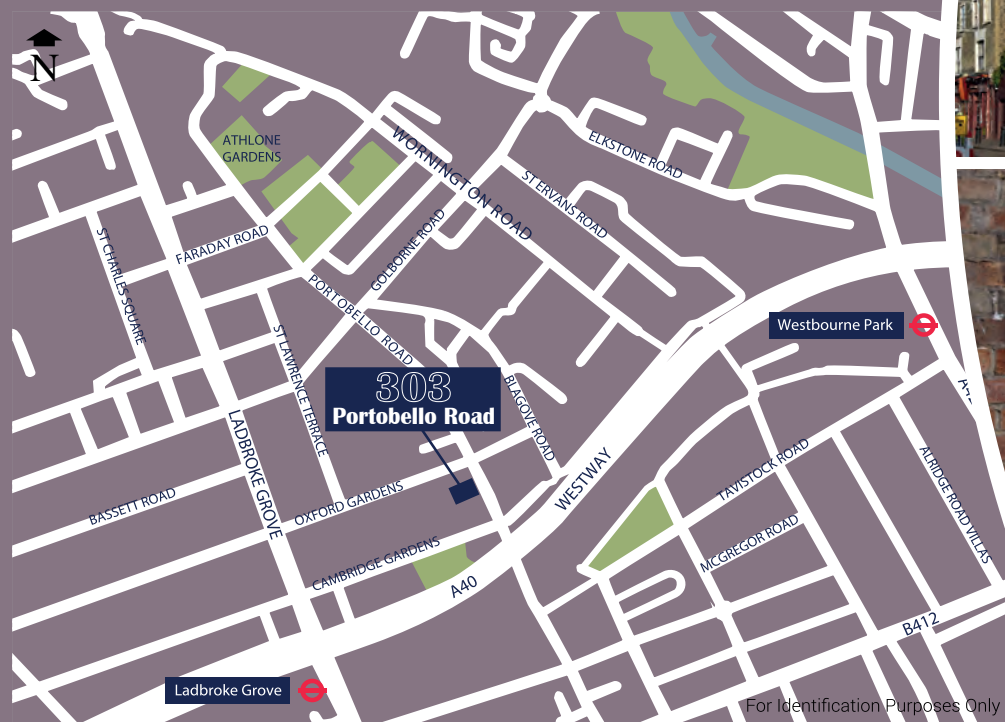 N
ATHLONE
GARDENS
WORNINGTON ROAD
ELKSTONE ROAD
ST ERVANS ROAD
ST CHARLES SQUARE
FARADAY ROAD
GOLBORNE ROAD
PORTOBELLO ROAD
ST LAWRENCE TERRACE
Westbourne Park
303
Portobello Road
BLAGOVE ROAD
LADBROKE GROVE
BASSETT ROAD
OXFORD GARDENS
WESTWAY
TAVISTOCK ROAD
ALRIDGE ROAD VILLAS
CAMBRIDGE GARDENS
MCGREGOR ROAD
A40
B412
Ladbroke Grove
For Identification Purposes Only